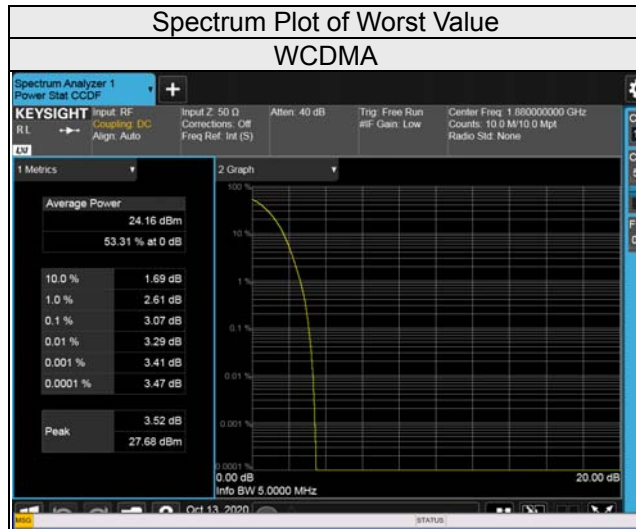 Spectrum Plot of Worst Value
WCDMA
Spectrum Analyzer 1
Power Stat CCDF
+
KEYSIGHT
RL
LXI
Input: RF
Coupling: DC
Align: Auto
Input Z: 50 Ω
Corrections: Off
Freq Ref: Int (S)
Atten: 40 dB
Trig: Free Run
#IF Gain: Low
Center Freq: 1.880000000 GHz
Counts: 10.0 M/10.0 Mpt
Radio Std: None
1 Metrics
Average Power
24.16 dBm
53.31 % at 0 dB
10.0 % 1.69 dB
1.0 % 2.61 dB
0.1 % 3.07 dB
0.01 % 3.29 dB
0.001 % 3.41 dB
0.0001 % 3.47 dB
Peak
3.52 dB
27.68 dBm
2 Graph
100 %
10 %
1 %
0.1 %
0.01 %
0.001 %
0.0001 %
0.00 dB
20.00 dB
Info BW 5.0000 MHz
Oct 13, 2020
MSG
STATUS